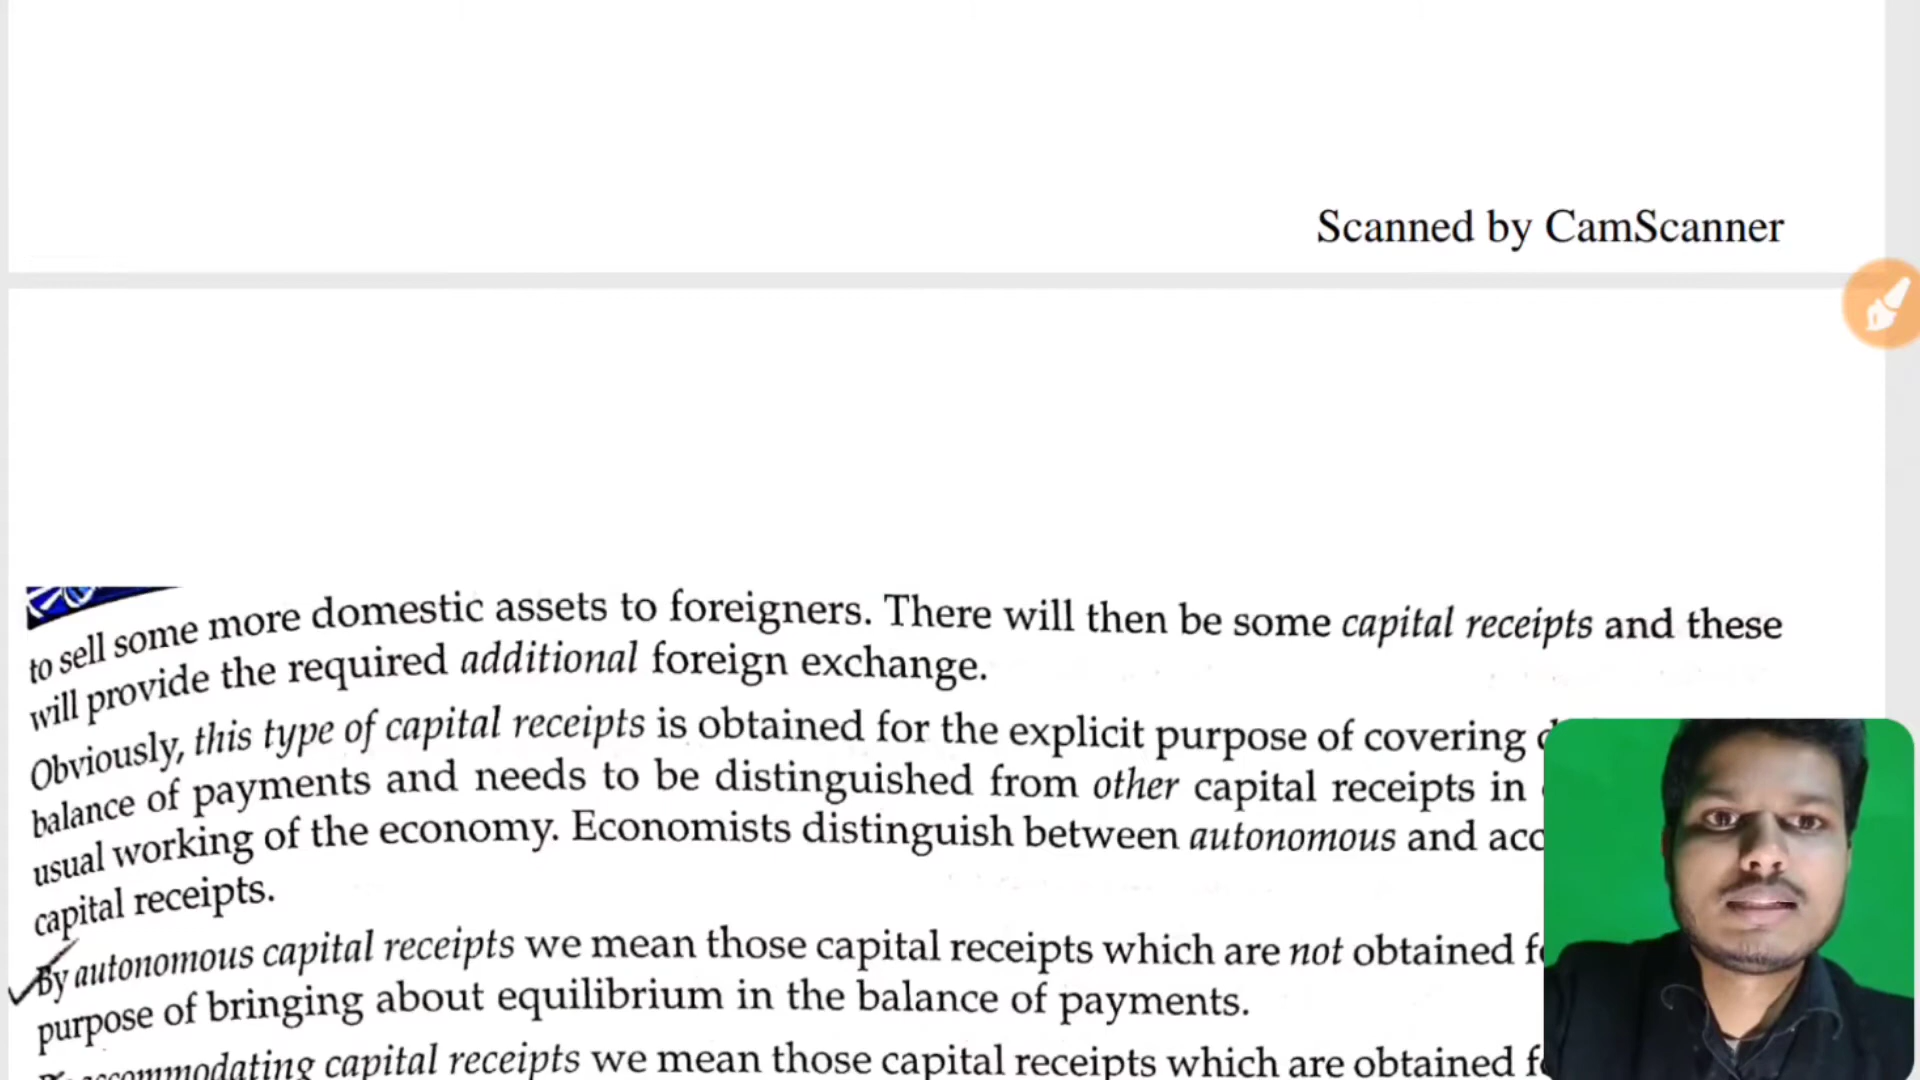 Scanned by CamScanner
to sell some more domestic assets to foreigners. There will then be some capital receipts and these
will provide the required additional foreign exchange.
Obviously, this type of capital receipts is obtained for the explicit purpose of covering
balance of payments and needs to be distinguished from other capital receipts in
usual working of the economy. Economists distinguish between autonomous and
capital receipts.
By autonomous capital receipts we mean those capital receipts which are not obtained
purpose of bringing about equilibrium in the balance of payments.
accommodating capital receipts we mean those capital receipts which are obtained